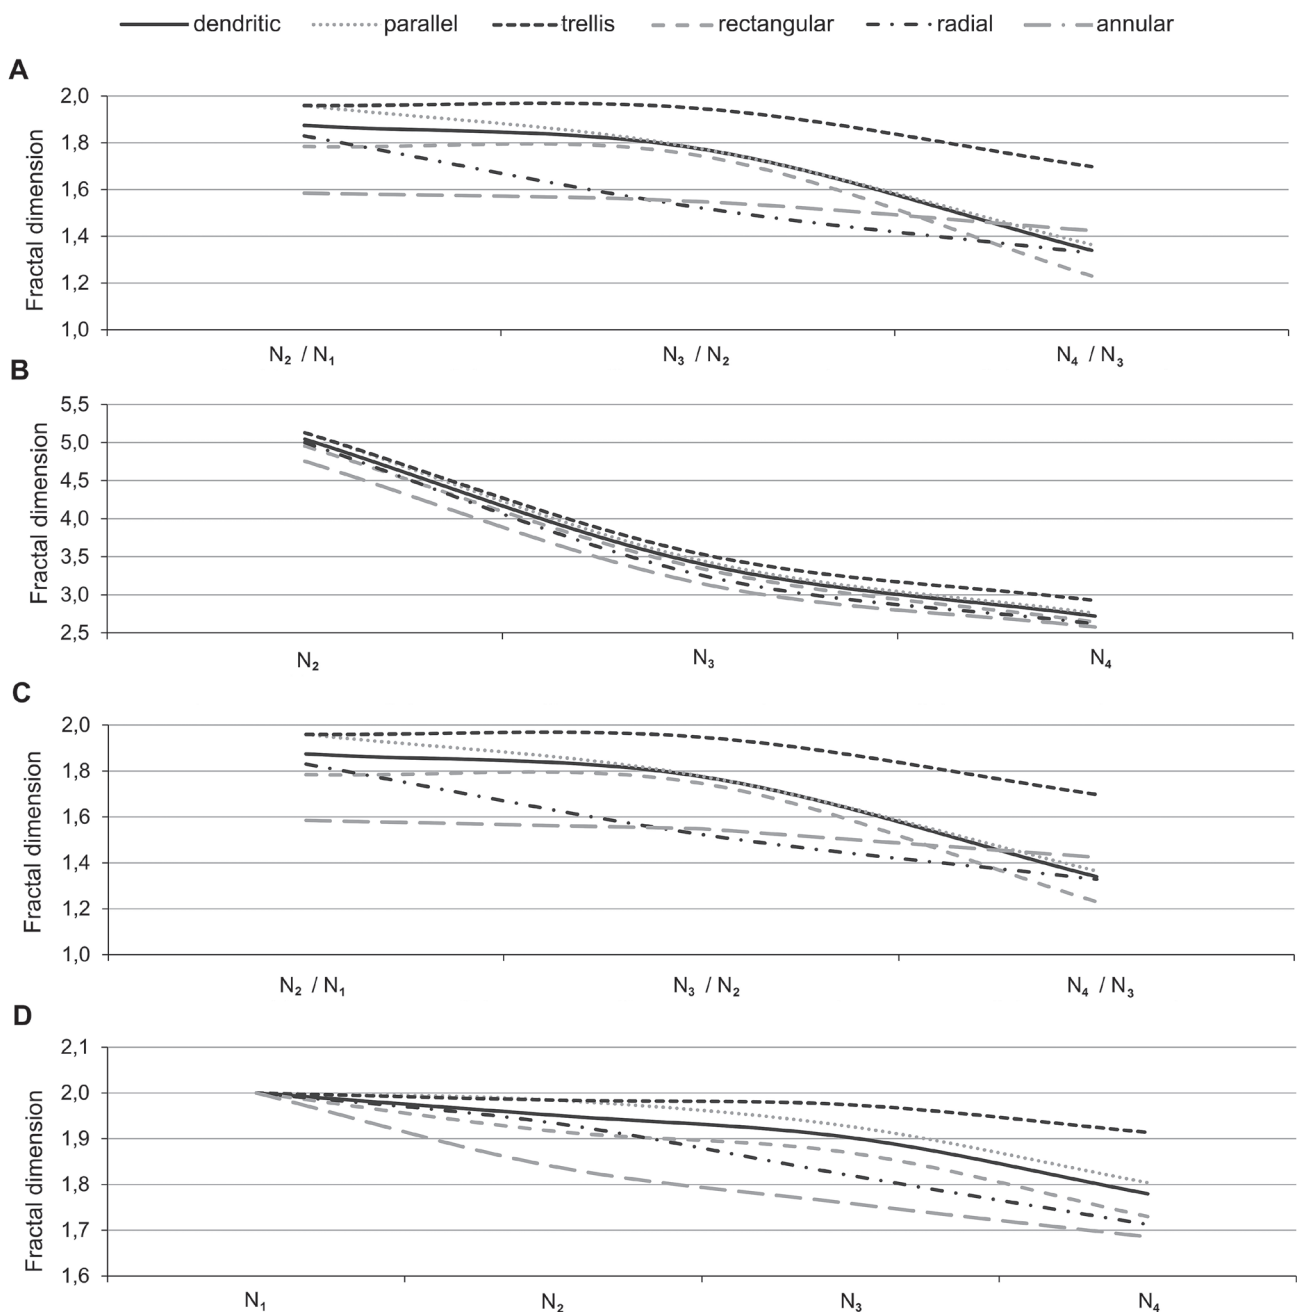 dendritic parallel trellis rectangular radial annular
A
Fractal dimension
2,0
1,8
1,6
1,4
1,2
1,0
N₂ / N₁ N₃ / N₂ N₄ / N₃
B
Fractal dimension
5,5
5,0
4,5
4,0
3,5
3,0
2,5
N₂ N₃ N₄
C
Fractal dimension
2,0
1,8
1,6
1,4
1,2
1,0
N₂ / N₁ N₃ / N₂ N₄ / N₃
D
Fractal dimension
2,1
2,0
1,9
1,8
1,7
1,6
N₁ N₂ N₃ N₄